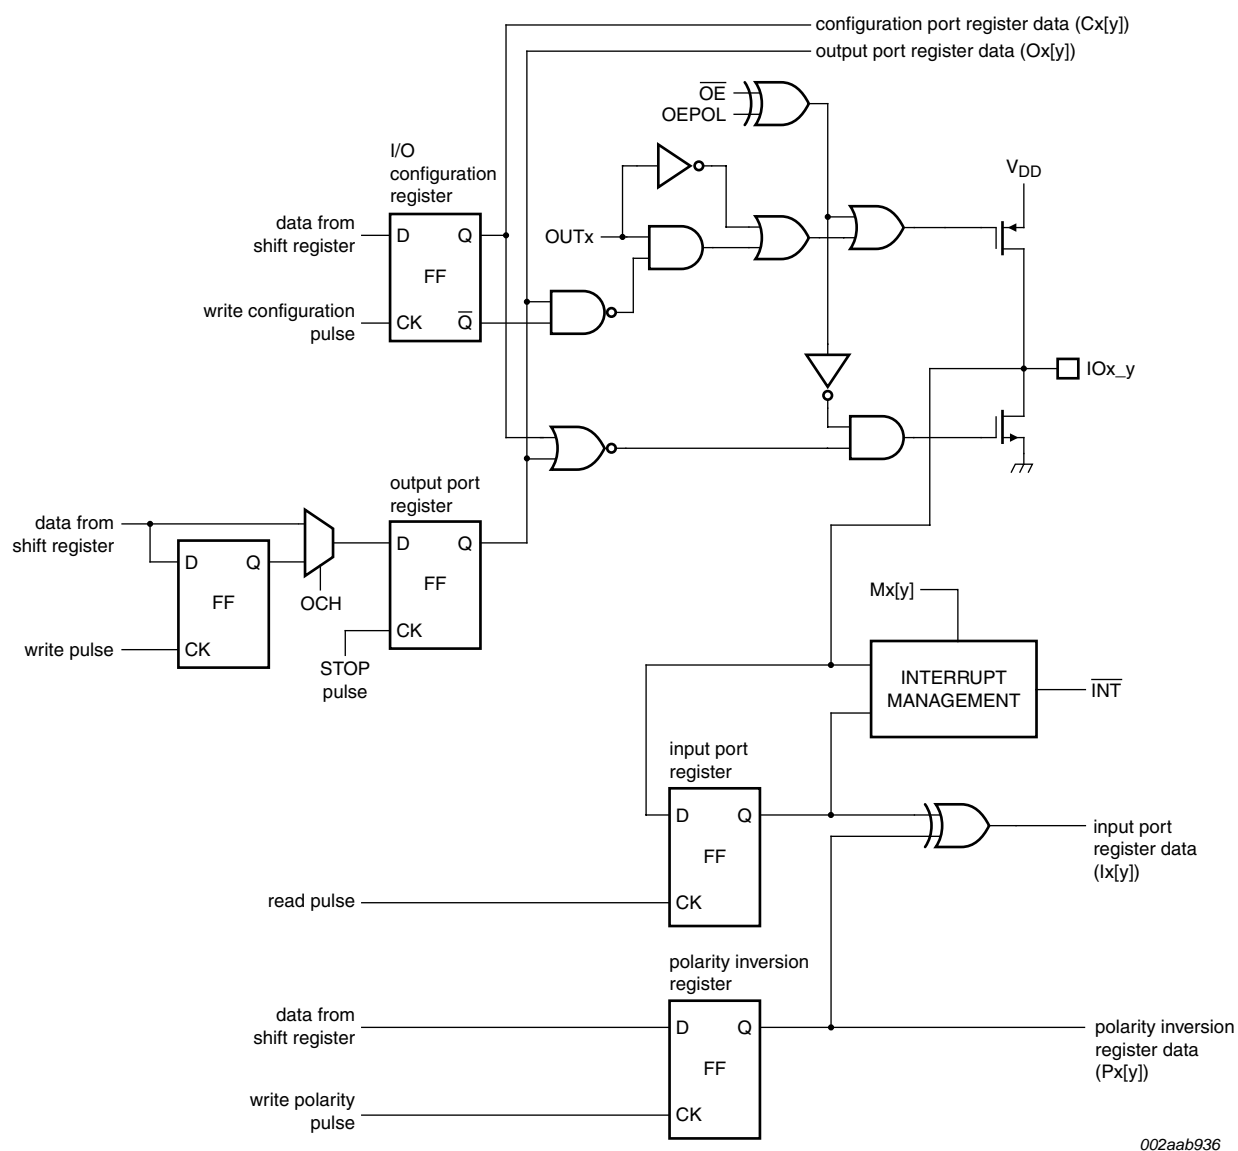 configuration port register data (Cx[y])
output port register data (Ox[y])
OE
OEPOL
I/O
configuration
register
VDD
data from
shift register
D
Q
OUTx
FF
write configuration
pulse
CK
Q
IOx_y
output port
register
data from
shift register
D
Q
D
Q
FF
FF
OCH
Mx[y]
write pulse
CK
CK
STOP
pulse
INTERRUPT
MANAGEMENT
INT
input port
register
D
Q
input port
register data
(Ix[y])
FF
read pulse
CK
polarity inversion
register
data from
shift register
D
Q
polarity inversion
register data
(Px[y])
FF
write polarity
pulse
CK
002aab936